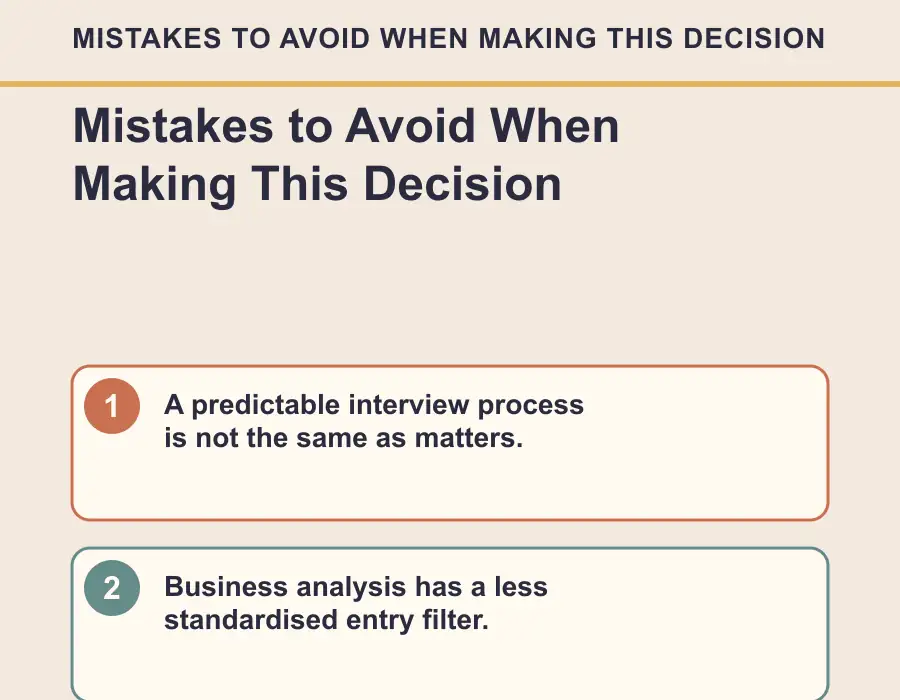 MISTAKES TO AVOID WHEN MAKING THIS DECISION
Mistakes to Avoid When
Making This Decision
1
A predictable interview process
is not the same as matters.
2
Business analysis has a less
standardised entry filter.